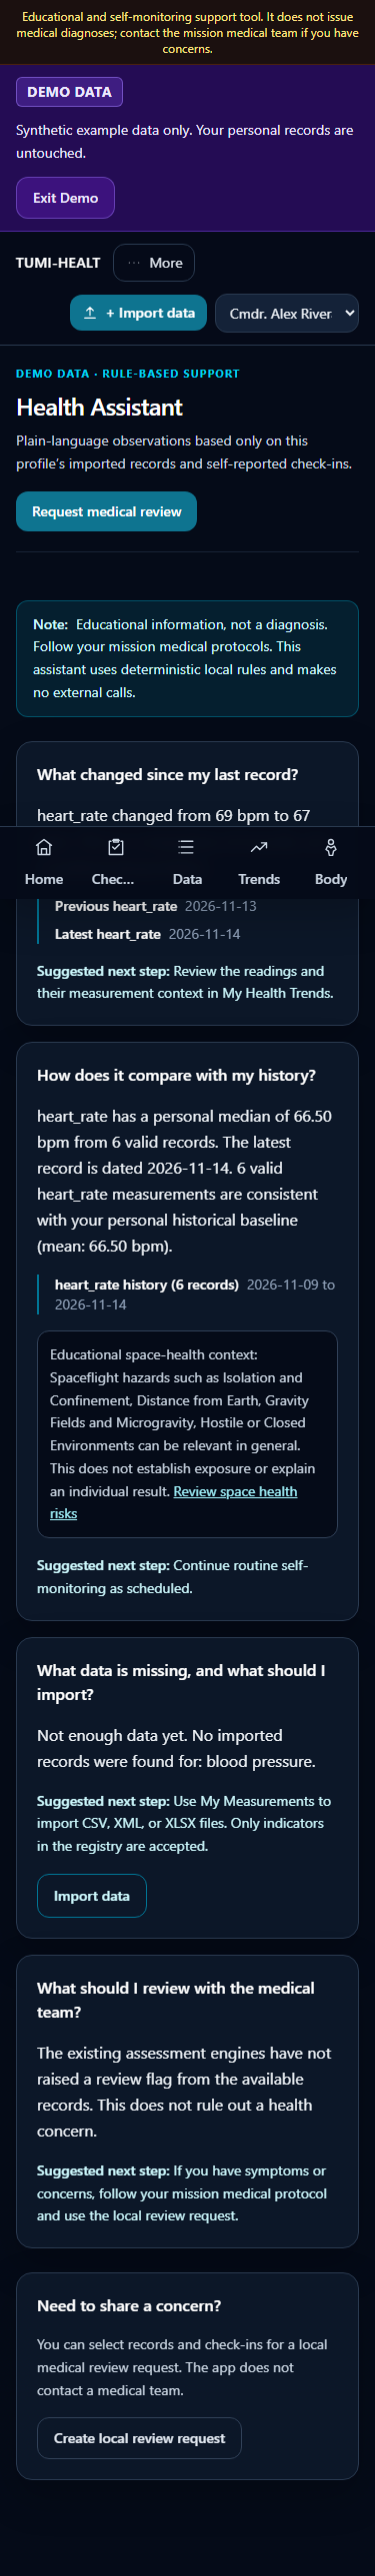 Educational and self-monitoring support tool. It does not issue
medical diagnoses; contact the mission medical team if you have
concerns.
DEMO DATA
Synthetic example data only. Your personal records are
untouched.
Exit Demo
TUMI-HEALT
··· More
+ Import data
Cmdr. Alex River
DEMO DATA · RULE-BASED SUPPORT
Health Assistant
Plain-language observations based only on this
profile’s imported records and self-reported check-ins.
Request medical review
Note: Educational information, not a diagnosis.
Follow your mission medical protocols. This
assistant uses deterministic local rules and makes
no external calls.
What changed since my last record?
heart_rate changed from 69 bpm to 67
Home
Chec...
Data
Trends
Body
Previous heart_rate 2026-11-13
Latest heart_rate 2026-11-14
Suggested next step: Review the readings and
their measurement context in My Health Trends.
How does it compare with my history?
heart_rate has a personal median of 66.50
bpm from 6 valid records. The latest
record is dated 2026-11-14. 6 valid
heart_rate measurements are consistent
with your personal historical baseline
(mean: 66.50 bpm).
heart_rate history (6 records) 2026-11-09 to
2026-11-14
Educational space-health context:
Spaceflight hazards such as Isolation and
Confinement, Distance from Earth, Gravity
Fields and Microgravity, Hostile or Closed
Environments can be relevant in general.
This does not establish exposure or explain
an individual result. Review space health
risks
Suggested next step: Continue routine self-
monitoring as scheduled.
What data is missing, and what should I
import?
Not enough data yet. No imported
records were found for: blood pressure.
Suggested next step: Use My Measurements to
import CSV, XML, or XLSX files. Only indicators
in the registry are accepted.
Import data
What should I review with the medical
team?
The existing assessment engines have not
raised a review flag from the available
records. This does not rule out a health
concern.
Suggested next step: If you have symptoms or
concerns, follow your mission medical protocol
and use the local review request.
Need to share a concern?
You can select records and check-ins for a local
medical review request. The app does not
contact a medical team.
Create local review request